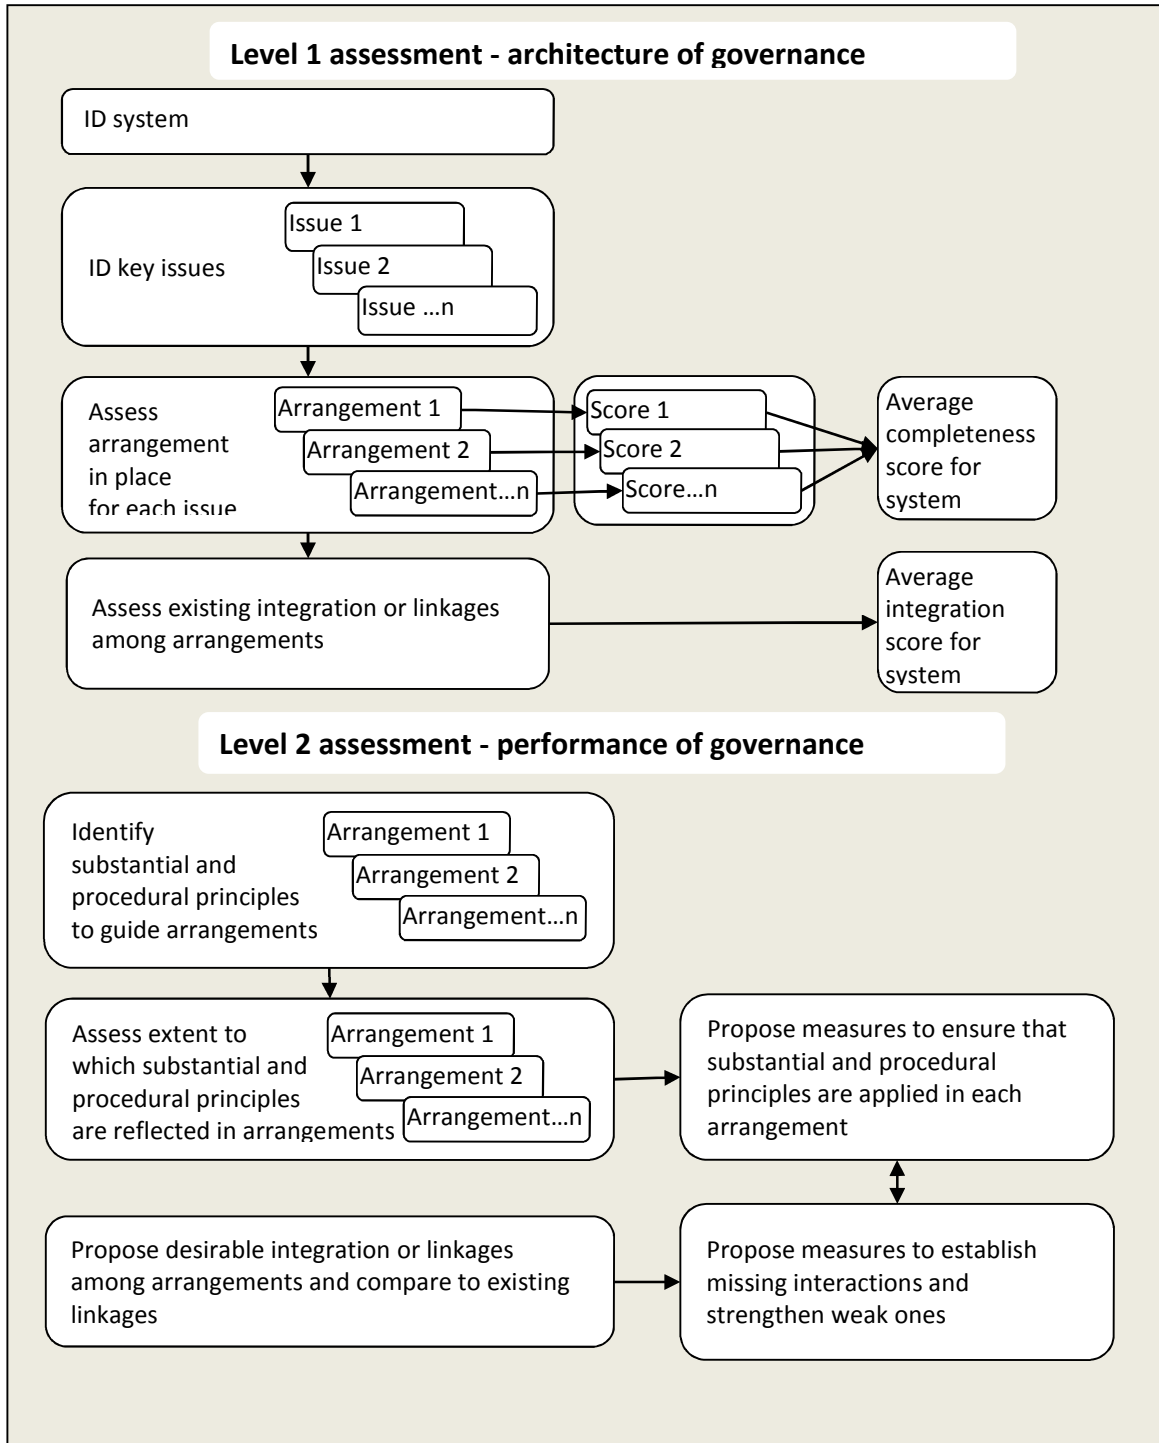 Level 1 assessment - architecture of governance
ID system
ID key issues
Issue 1
Issue 2
Issue ...n
Assess
arrangement
in place
for each issue
Arrangement 1
Arrangement 2
Arrangement...n
Score 1
Score 2
Score...n
Average
completeness
score for
system
Assess existing integration or linkages
among arrangements
Average
integration
score for
system
Level 2 assessment - performance of governance
Identify
substantial and
procedural principles
to guide arrangements
Arrangement 1
Arrangement 2
Arrangement...n
Assess extent to
which substantial and
procedural principles
are reflected in arrangements
Arrangement 1
Arrangement 2
Arrangement...n
Propose measures to ensure that
substantial and procedural
principles are applied in each
arrangement
Propose desirable integration or linkages
among arrangements and compare to existing
linkages
Propose measures to establish
missing interactions and
strengthen weak ones